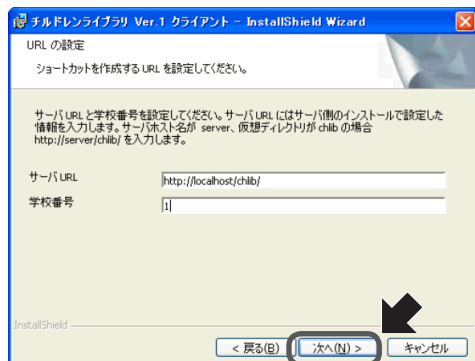 チルドレンライブラリ Ver.1 クライアント - InstallShield Wizard
URL の設定
ショートカットを作成する URL を設定してください。
サーバ URL と学校番号を設定してください。サーバ URL にはサーバ側のインストールで設定した
情報を入力します。サーバホスト名が server、仮想ディレクトリが chlib の場合
http://server/chlib/ を入力します。
サーバ URL
http://localhost/chlib/
学校番号
1
InstallShield
< 戻る(B)
次へ(N) >
キャンセル